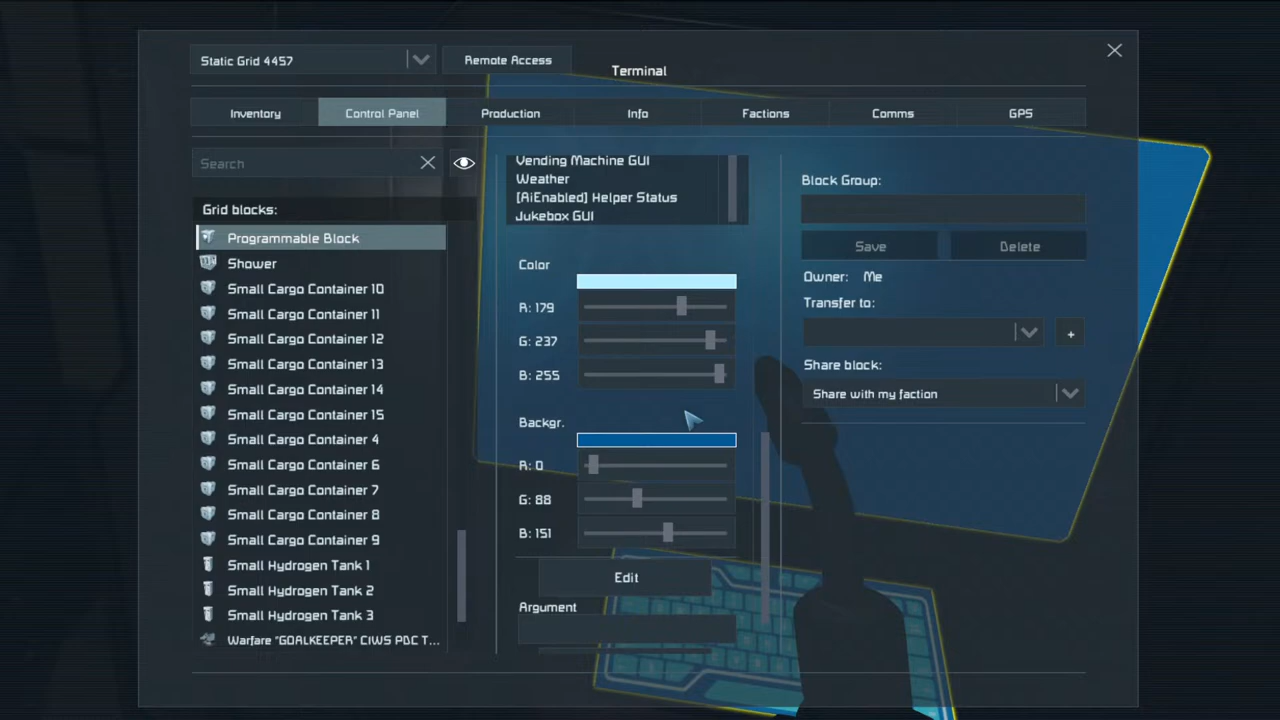 Static Grid 4457
Remote Access
Terminal
Inventory
Control Panel
Production
Info
Factions
Comms
GPS
Search
Grid blocks:
Programmable Block
Shower
Small Cargo Container 10
Small Cargo Container 11
Small Cargo Container 12
Small Cargo Container 13
Small Cargo Container 14
Small Cargo Container 15
Small Cargo Container 4
Small Cargo Container 6
Small Cargo Container 7
Small Cargo Container 8
Small Cargo Container 9
Small Hydrogen Tank 1
Small Hydrogen Tank 2
Small Hydrogen Tank 3
Warfare "GOALKEEPER" CIWS PDC T...
Vending Machine GUI
Weather
[AiEnabled] Helper Status
Jukebox GUI
Color
R: 179
G: 237
B: 255
Backgr.
R: 0
G: 88
B: 151
Edit
Argument
Block Group:
Save
Delete
Owner: Me
Transfer to:
+
Share block:
Share with my faction